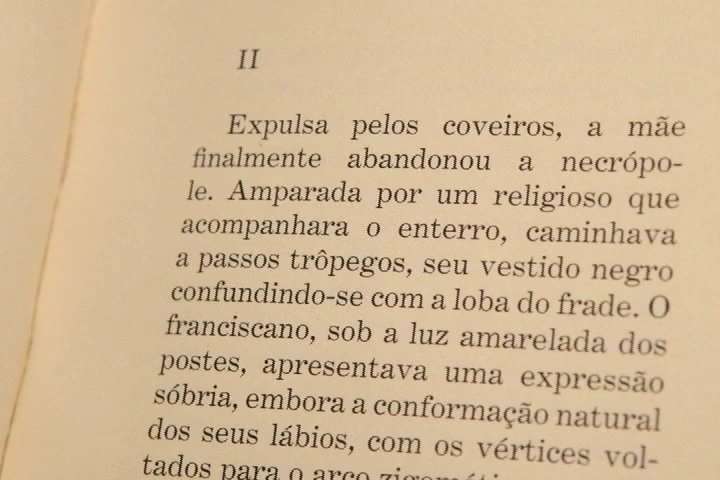 II
Expulsa pelos coveiros, a mãe
finalmente abandonou a necrópo-
le. Amparada por um religioso que
acompanhara o enterro, caminhava
a passos trôpegos, seu vestido negro
confundindo-se com a loba do frade. O
franciscano, sob a luz amarelada dos
postes, apresentava uma expressão
sóbria, embora a conformação natural
dos seus lábios, com os vértices vol-
tados para o arco